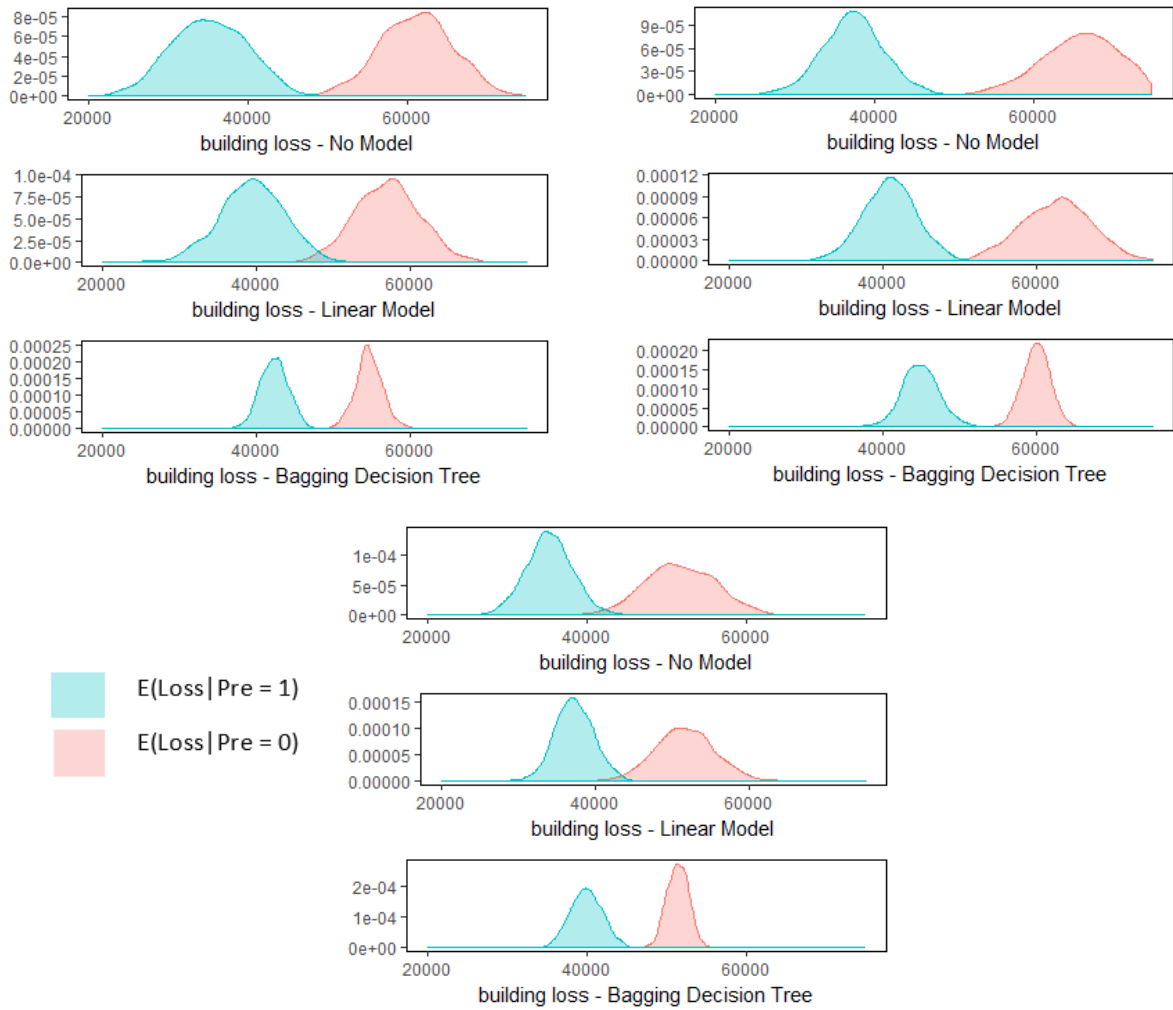 8e-05
6e-05
4e-05
2e-05
0e+00
20000 40000 60000
building loss - No Model
9e-05
6e-05
3e-05
0e+00
20000 40000 60000
building loss - No Model
1.0e-04
7.5e-05
5.0e-05
2.5e-05
0.0e+00
20000 40000 60000
building loss - Linear Model
0.00012
0.00009
0.00006
0.00003
0.00000
20000 40000 60000
building loss - Linear Model
0.00025
0.00020
0.00015
0.00010
0.00005
0.00000
20000 40000 60000
building loss - Bagging Decision Tree
0.00020
0.00015
0.00010
0.00005
0.00000
20000 40000 60000
building loss - Bagging Decision Tree
1e-04
5e-05
0e+00
20000 40000 60000
building loss - No Model
E(Loss|Pre = 1)
E(Loss|Pre = 0)
0.00015
0.00010
0.00005
0.00000
20000 40000 60000
building loss - Linear Model
2e-04
1e-04
0e+00
20000 40000 60000
building loss - Bagging Decision Tree